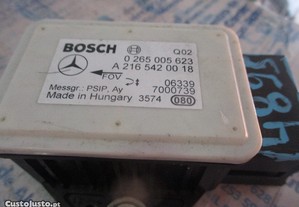 BOSCH
Q02
0 265 005 623
A 216 542 00 18
FOV
06339
Messgr.: PSIP, Ay 7000739
Made in Hungary 3574 080
CustoJusto.pt